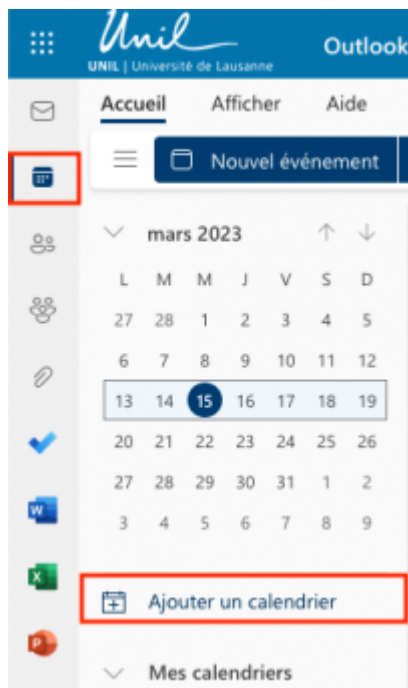 Unil
UNIL | Université de Lausanne
Outlook
Accueil Afficher Aide
Nouvel événement
mars 2023
L M M J V S D
27 28 1 2 3 4 5
6 7 8 9 10 11 12
13 14 15 16 17 18 19
20 21 22 23 24 25 26
27 28 29 30 31 1 2
3 4 5 6 7 8 9
W
X
P
Ajouter un calendrier
Mes calendriers